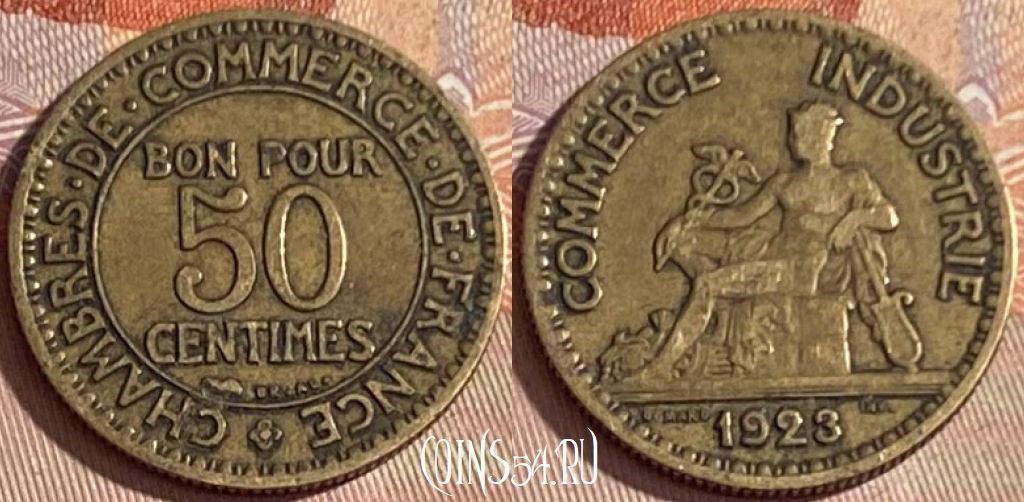 CHAMBRES · DE · COMMERCE · DE · FRANCE
BON POUR
50
CENTIMES
COMMERCE INDUSTRIE
1923
COINS54.RU